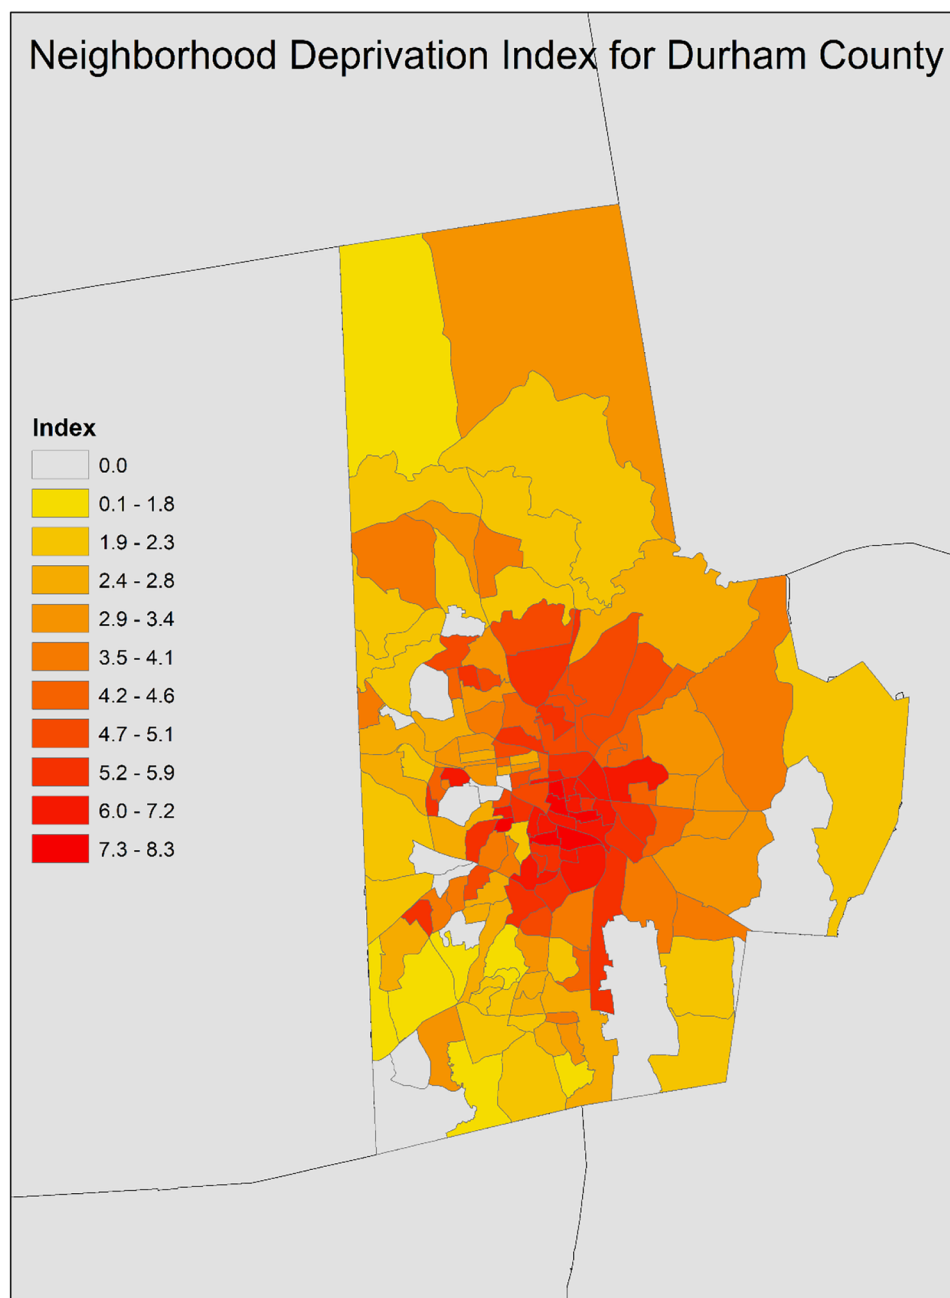 Neighborhood Deprivation Index for Durham County
Index
0.0
0.1 - 1.8
1.9 - 2.3
2.4 - 2.8
2.9 - 3.4
3.5 - 4.1
4.2 - 4.6
4.7 - 5.1
5.2 - 5.9
6.0 - 7.2
7.3 - 8.3